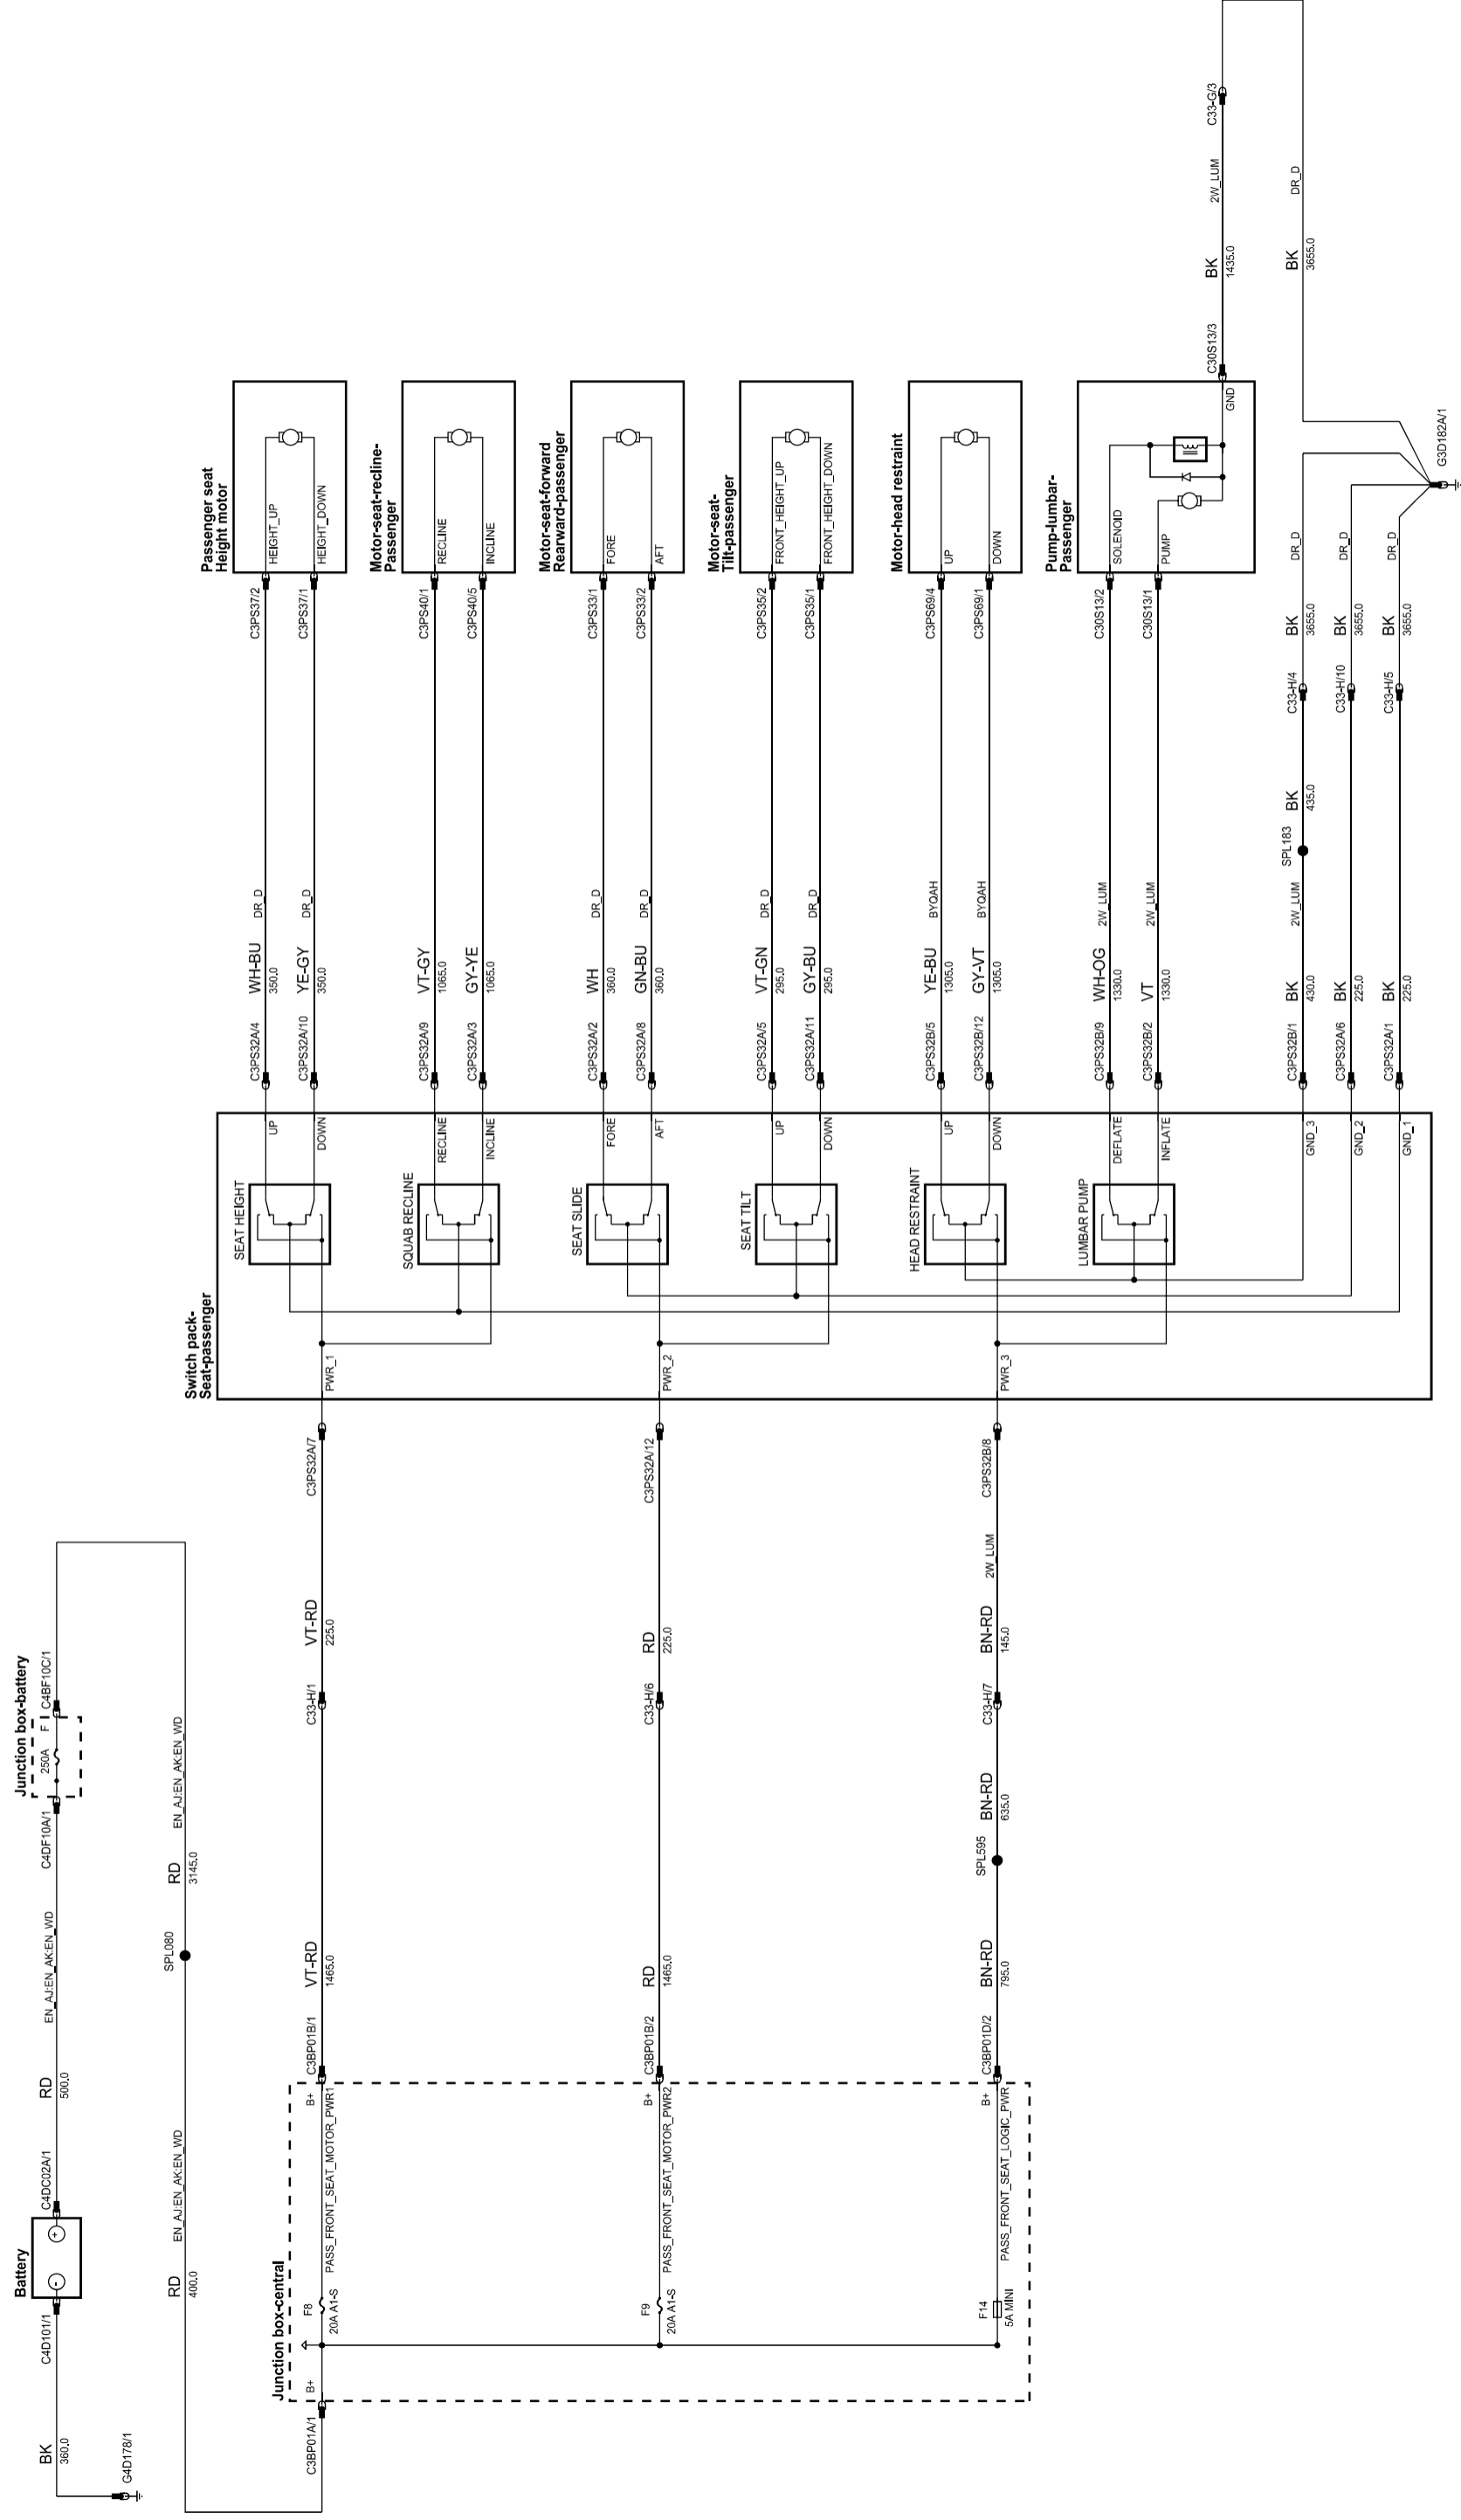 Battery
C4D101/1
BK
360.0
G4D178/1
-
+
C4DC02A/1
RD
500.0
EN_AJ:EN_AK:EN_WD
C4DF10A/1
Junction box-battery
250A
F
C4BF10C/1
RD
400.0
EN_AJ:EN_AK:EN_WD
SPL080
RD
3145.0
EN_AJ:EN_AK:EN_WD
Junction box-central
C3BP01A/1
B+
F8
20A A1-S
PASS_FRONT_SEAT_MOTOR_PWR1
B+
C3BP01B/1
VT-RD
1465.0
C33-H/1
VT-RD
225.0
C3PS32A/7
F9
20A A1-S
PASS_FRONT_SEAT_MOTOR_PWR2
B+
C3BP01B/2
RD
1465.0
C33-H/6
RD
225.0
C3PS32A/12
F14
5A MINI
PASS_FRONT_SEAT_LOGIC_PWR
B+
C3BP01D/2
BN-RD
795.0
SPL595
BN-RD
635.0
C33-H/7
BN-RD
145.0
2W_LUM
C3PS32B/8
Switch pack-
Seat-passenger
PWR_1
PWR_2
PWR_3
SEAT HEIGHT
UP
DOWN
SQUAB RECLINE
RECLINE
INCLINE
SEAT SLIDE
FORE
AFT
SEAT TILT
UP
DOWN
HEAD RESTRAINT
UP
DOWN
LUMBAR PUMP
DEFLATE
INFLATE
GND_3
GND_2
GND_1
C3PS32A/4
WH-BU
350.0
DR_D
C3PS37/2
C3PS32A/10
YE-GY
350.0
DR_D
C3PS37/1
Passenger seat
Height motor
HEIGHT_UP
HEIGHT_DOWN
C3PS32A/9
VT-GY
1065.0
C3PS40/1
C3PS32A/3
GY-YE
1065.0
C3PS40/5
Motor-seat-recline-
Passenger
RECLINE
INCLINE
C3PS32A/2
WH
360.0
DR_D
C3PS33/1
C3PS32A/8
GN-BU
360.0
DR_D
C3PS33/2
Motor-seat-forward
Rearward-passenger
FORE
AFT
C3PS32A/5
VT-GN
295.0
DR_D
C3PS35/2
C3PS32A/11
GY-BU
295.0
DR_D
C3PS35/1
Motor-seat-
Tilt-passenger
FRONT_HEIGHT_UP
FRONT_HEIGHT_DOWN
C3PS32B/5
YE-BU
1305.0
BYQAH
C3PS69/4
C3PS32B/12
GY-VT
1305.0
BYQAH
C3PS69/1
Motor-head restraint
UP
DOWN
C3PS32B/9
WH-OG
1330.0
2W_LUM
C30S13/2
C3PS32B/2
VT
1330.0
2W_LUM
C30S13/1
Pump-lumbar-
Passenger
SOLENOID
PUMP
GND
C30S13/3
BK
1435.0
2W_LUM
C33-G/3
BK
3655.0
DR_D
C3PS32B/1
BK
430.0
2W_LUM
SPL183
BK
435.0
C33-H/4
BK
3655.0
DR_D
C3PS32A/6
BK
225.0
C33-H/10
BK
3655.0
DR_D
C3PS32A/1
BK
225.0
C33-H/5
BK
3655.0
DR_D
G3D182A/1